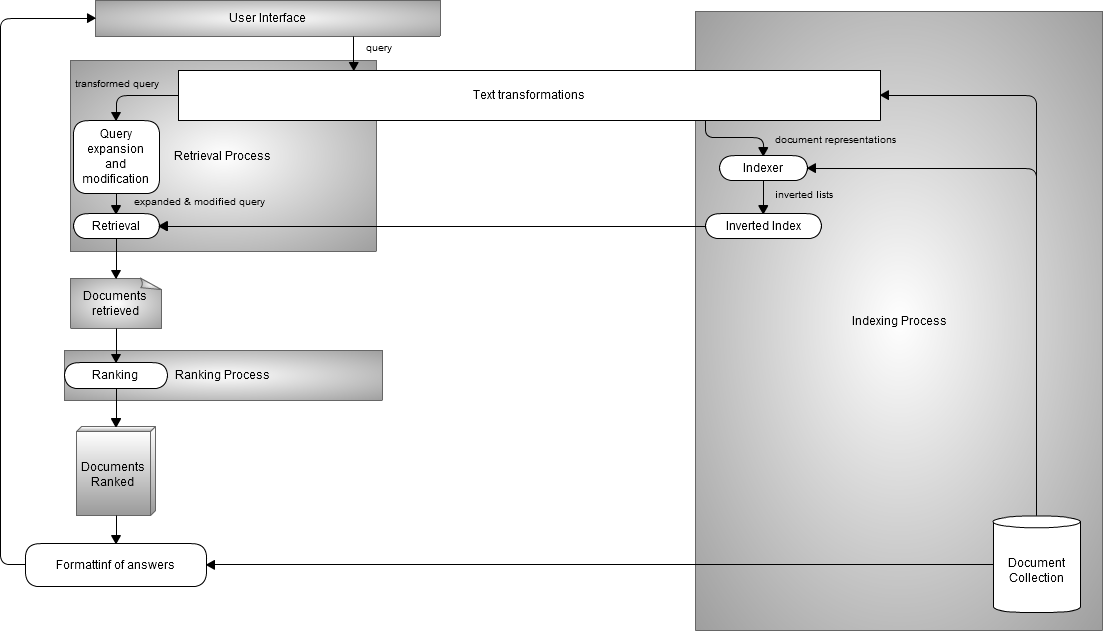 User Interface
query
transformed query
Text transformations
Query
expansion
and
modification
Retrieval Process
document representations
Indexer
inverted lists
expanded & modified query
Retrieval
Inverted Index
Documents
retrieved
Indexing Process
Ranking
Ranking Process
Documents
Ranked
Formattinf of answers
Document
Collection